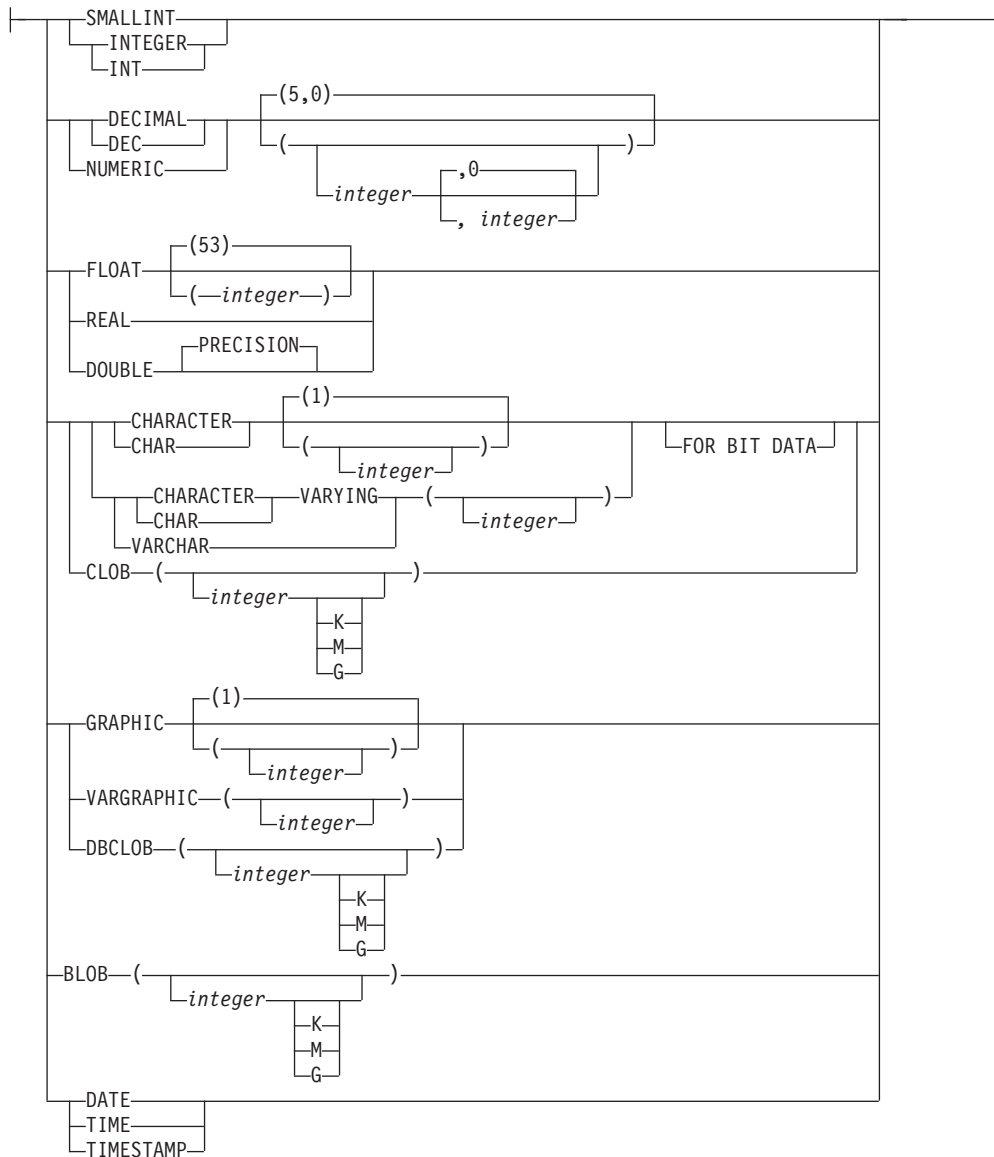 SMALLINT
INTEGER
INT
(5,0)
DECIMAL
DEC ( )
NUMERIC ,0
integer
, integer
(53)
FLOAT
( integer )
REAL
PRECISION
DOUBLE
(1)
CHARACTER
CHAR ( ) FOR BIT DATA
integer
CHARACTER VARYING ( )
CHAR integer
VARCHAR
CLOB ( )
integer
K
M
G
(1)
GRAPHIC
( )
integer
VARGRAPHIC ( )
integer
DBCLOB ( )
integer
K
M
G
BLOB ( )
integer
K
M
G
DATE
TIME
TIMESTAMP